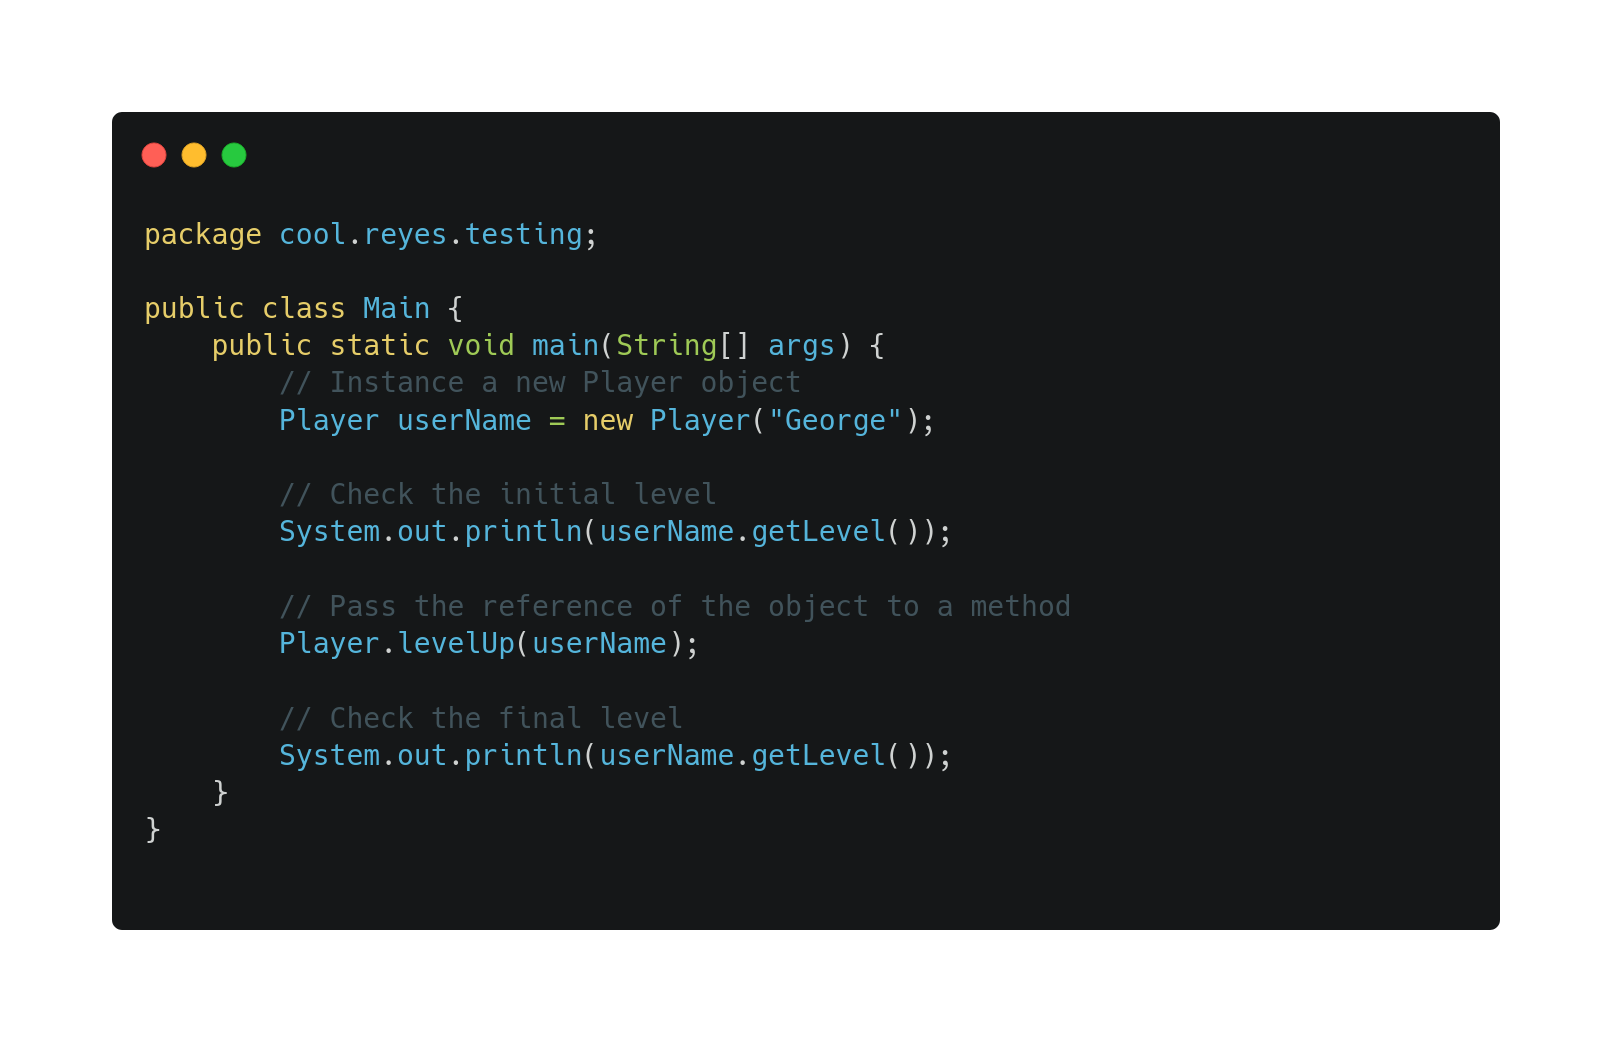 package cool.reyes.testing;
public class Main {
    public static void main(String[] args) {
        // Instance a new Player object
        Player userName = new Player("George");
        // Check the initial level
        System.out.println(userName.getLevel());
        // Pass the reference of the object to a method
        Player.levelUp(userName);
        // Check the final level
        System.out.println(userName.getLevel());
    }
}